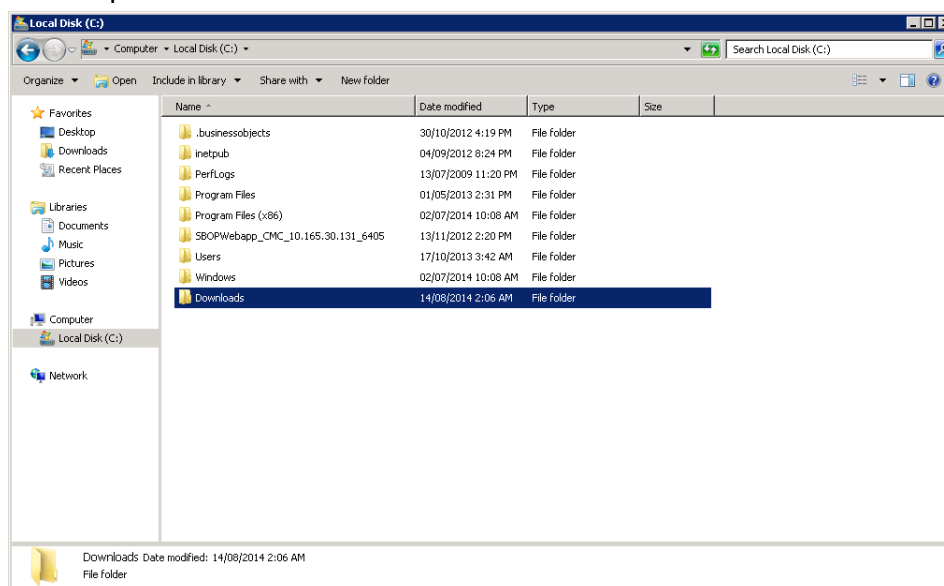 Local Disk (C:)
Computer Local Disk (C:) Search Local Disk (C:)
Organize Open Include in library Share with New folder
Name Date modified Type Size
Favorites
Desktop
Downloads
Recent Places
Libraries
Documents
Music
Pictures
Videos
Computer
Local Disk (C:)
Network
.businessobjects 30/10/2012 4:19 PM File folder
inetpub 04/09/2012 8:24 PM File folder
PerfLogs 13/07/2009 11:20 PM File folder
Program Files 01/05/2013 2:31 PM File folder
Program Files (x86) 02/07/2014 10:08 AM File folder
SBOPWebapp_CMC_10.165.30.131_6405 13/11/2012 2:20 PM File folder
Users 17/10/2013 3:42 AM File folder
Windows 02/07/2014 10:08 AM File folder
Downloads 14/08/2014 2:06 AM File folder
Downloads Date modified: 14/08/2014 2:06 AM
File folder